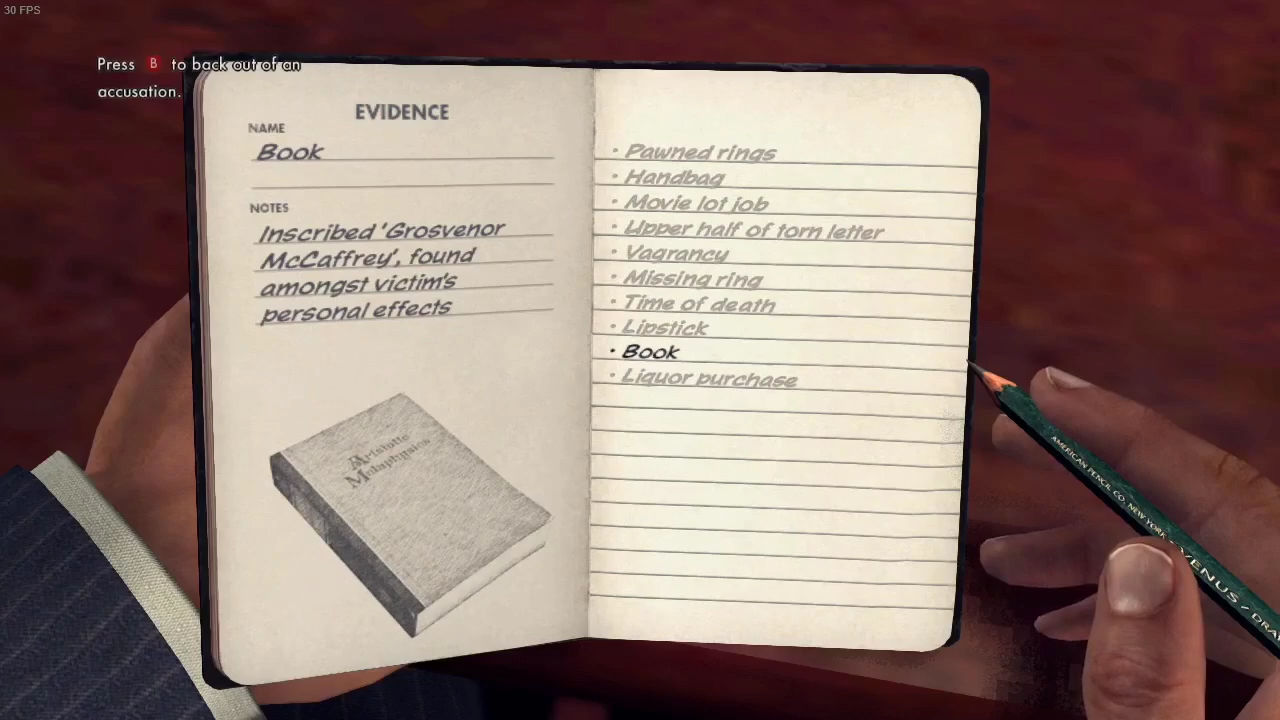 30 FPS
Press B to back out of an
accusation.
EVIDENCE
NAME
Book
NOTES
Inscribed 'Grosvenor
McCaffrey', found
amongst victim's
personal effects
Aristotle
Metaphysics
• Pawned rings
• Handbag
• Movie lot job
• Upper half of torn letter
• Vagrancy
• Missing ring
• Time of death
• Lipstick
• Book
• Liquor purchase
AMERICAN PENCIL CO. NEW YORK
VENUS / DRA